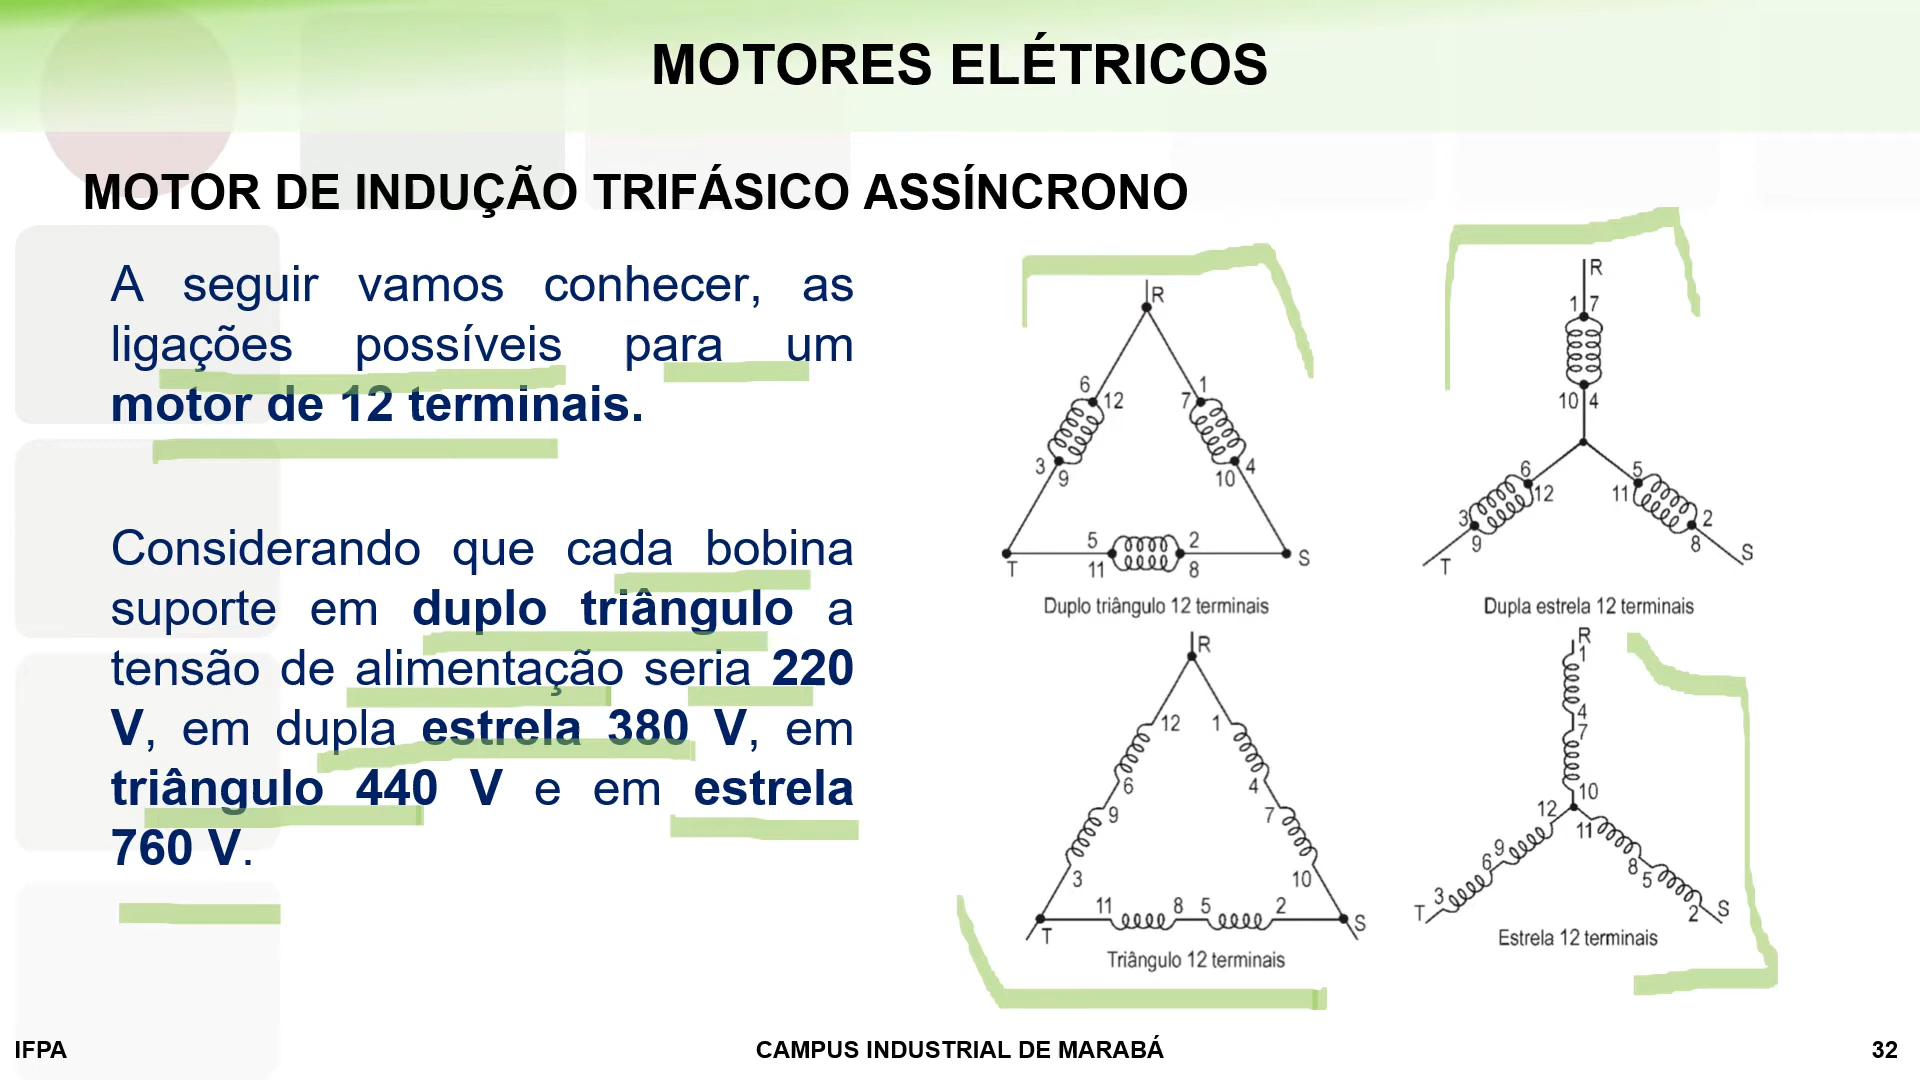 MOTORES ELÉTRICOS
MOTOR DE INDUÇÃO TRIFÁSICO ASSÍNCRONO
A seguir vamos conhecer, as
ligações possíveis para um
motor de 12 terminais.
Considerando que cada bobina
suporte em duplo triângulo a
tensão de alimentação seria 220
V, em dupla estrela 380 V, em
triângulo 440 V e em estrela
760 V.
R
6 12
1 7
3 9
4 10
5 2
11 8
T
S
Duplo triângulo 12 terminais
R
1 7
10 4
6 12
5 11
3 9
2 8
T
S
Dupla estrela 12 terminais
R
12 1
6 4
9 7
3 10
11 8 5 2
T
S
Triângulo 12 terminais
R
1
4
7
10
12
11
9
6
8
5
3
2
T
S
Estrela 12 terminais
IFPA
CAMPUS INDUSTRIAL DE MARABÁ
32